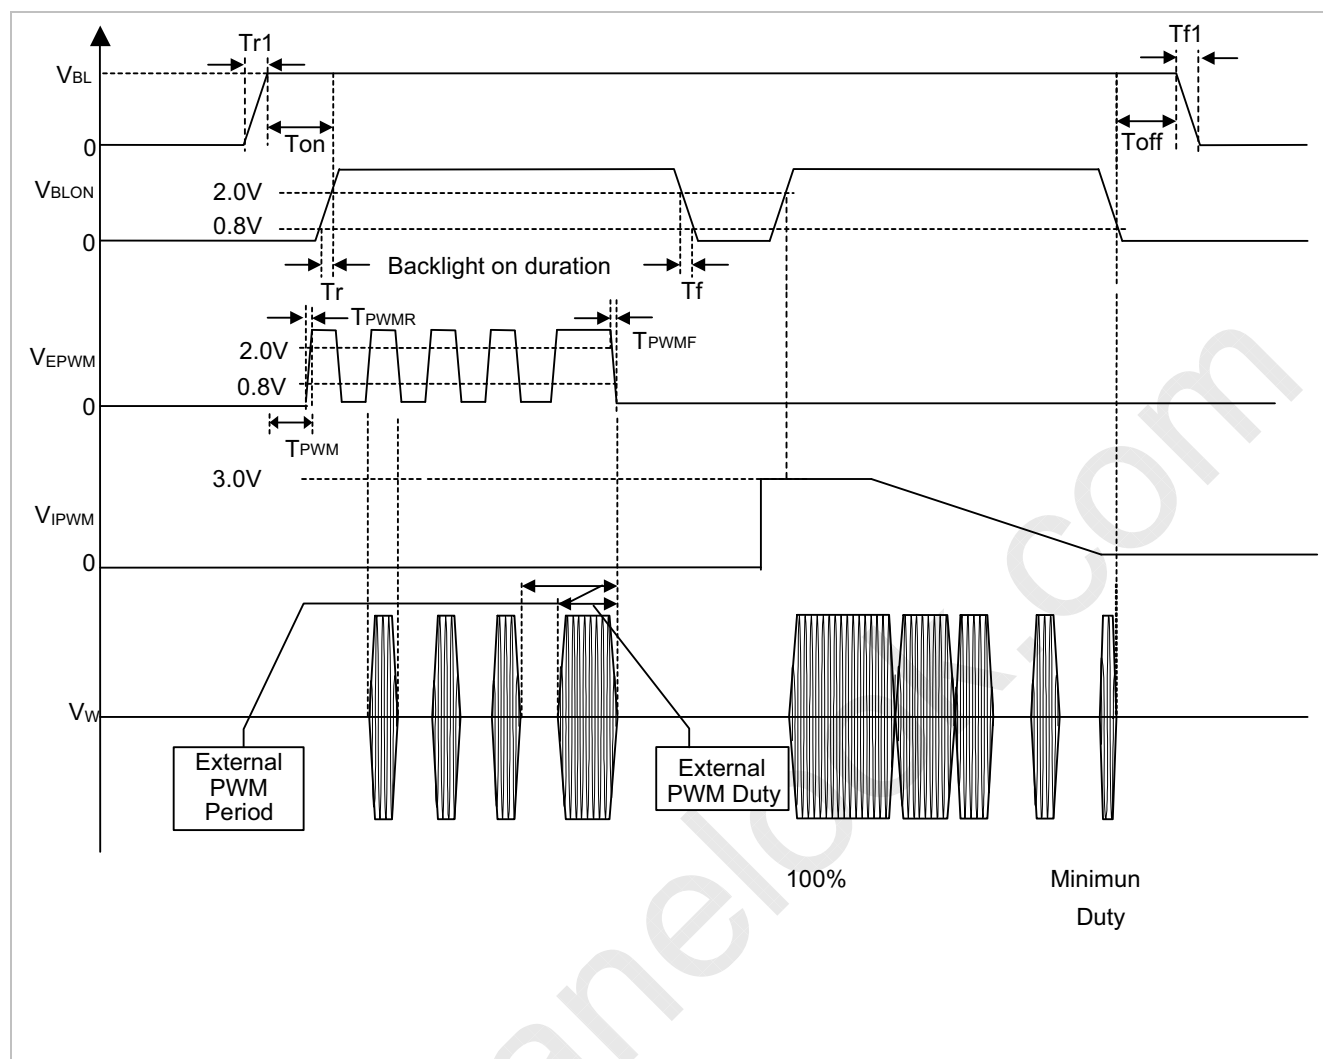 Tr1
Tf1
VBL
Ton
Toff
0
VBLON
2.0V
0.8V
0
Backlight on duration
Tr
Tf
TPWMR
TPWMF
VEPWM
2.0V
0.8V
0
TPWM
3.0V
VIPWM
0
VW
External
PWM
Period
External
PWM Duty
100%
Minimun
Duty
anelook.com